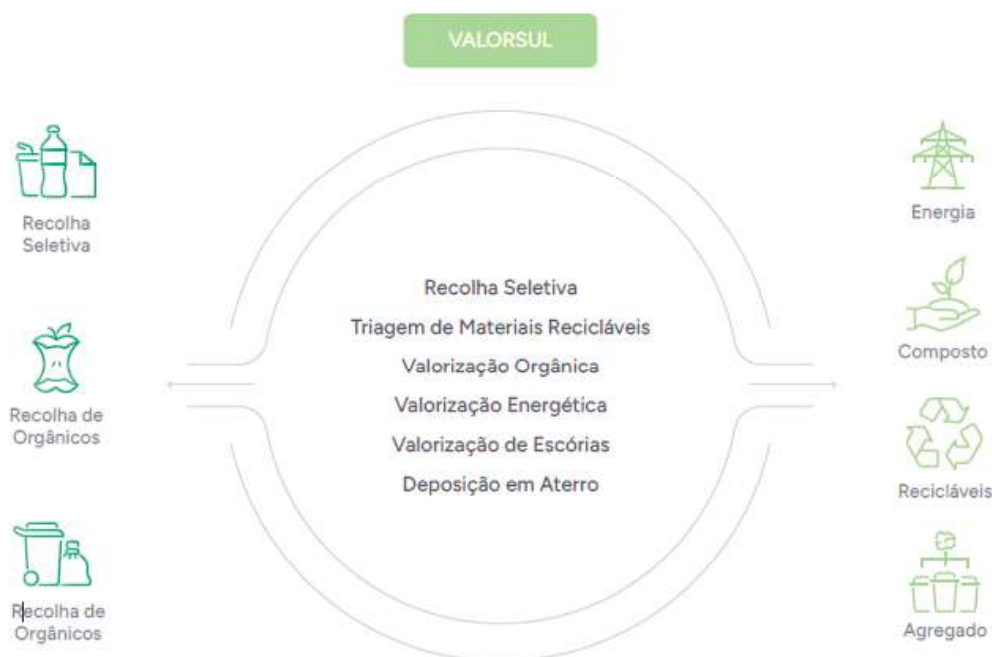 VALORSUL
Recolha
Seletiva
Recolha de
Orgânicos
Recolha de
Orgânicos
Recolha Seletiva
Triagem de Materiais Recicláveis
Valorização Orgânica
Valorização Energética
Valorização de Escórias
Deposição em Aterro
Energia
Composto
Recicláveis
Agregado